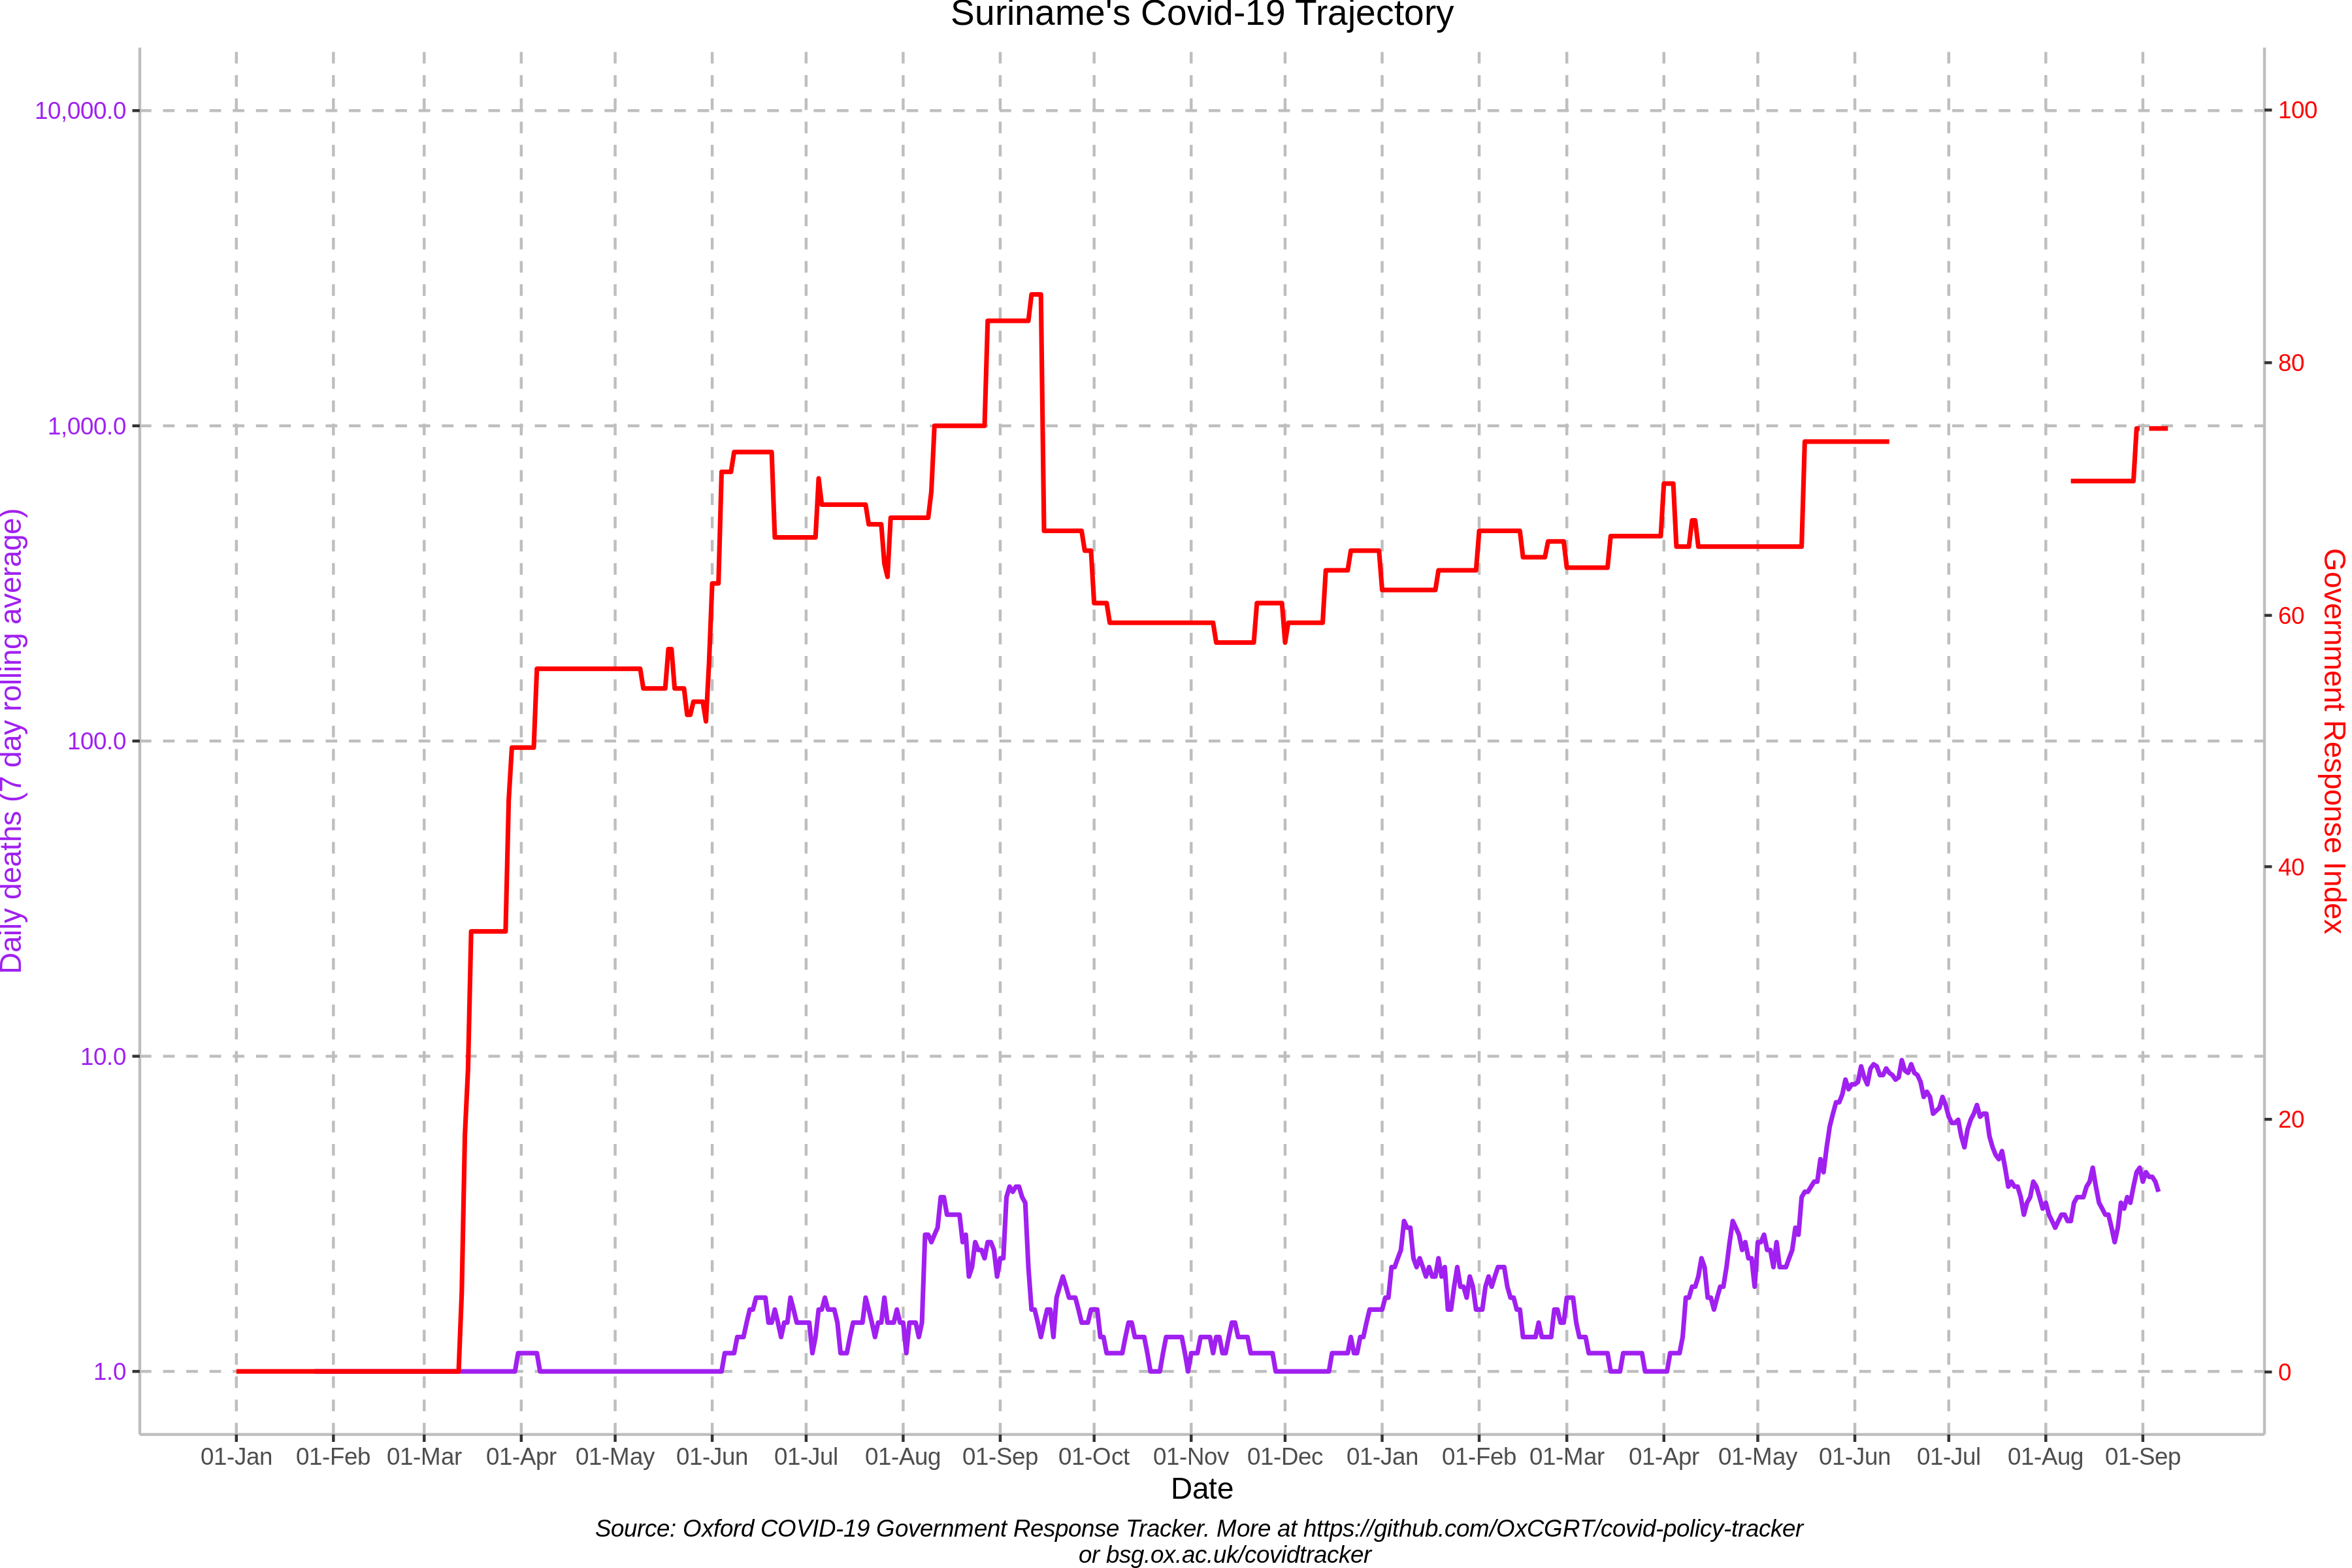 Suriname's Covid-19 Trajectory
10,000.0
1,000.0
100.0
10.0
1.0
Daily deaths (7 day rolling average)
100
80
60
40
20
0
Government Response Index
01-Jan 01-Feb 01-Mar 01-Apr 01-May 01-Jun 01-Jul 01-Aug 01-Sep 01-Oct 01-Nov 01-Dec 01-Jan 01-Feb 01-Mar 01-Apr 01-May 01-Jun 01-Jul 01-Aug 01-Sep
Date
Source: Oxford COVID-19 Government Response Tracker. More at https://github.com/OxCGRT/covid-policy-tracker
or bsg.ox.ac.uk/covidtracker